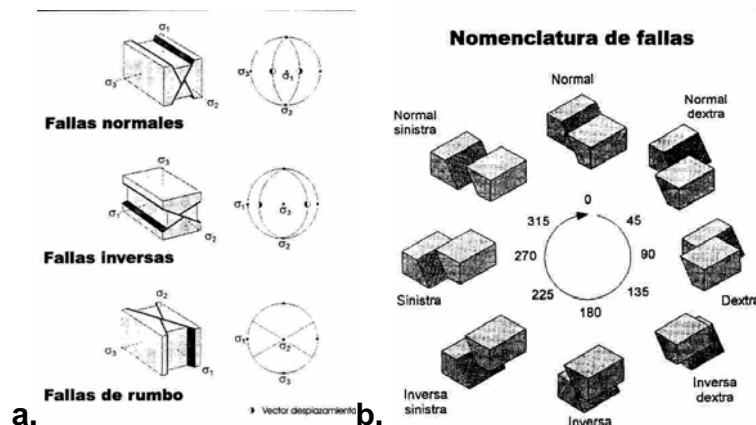 σ1
σ3
σ1
σ3
σ2
σ2
Fallas normales
σ3
σ1
σ2
σ1
σ3
σ2
Fallas inversas
σ2
σ3
σ1
σ1
σ2
σ3
Fallas de rumbo
Vector desplazamiento
a.
Nomenclatura de fallas
Normal
Normal
sinistra
Normal
dextra
0
315
45
270
90
225
135
180
Sinistra
Dextra
Inversa
sinistra
Inversa
Inversa
dextra
b.